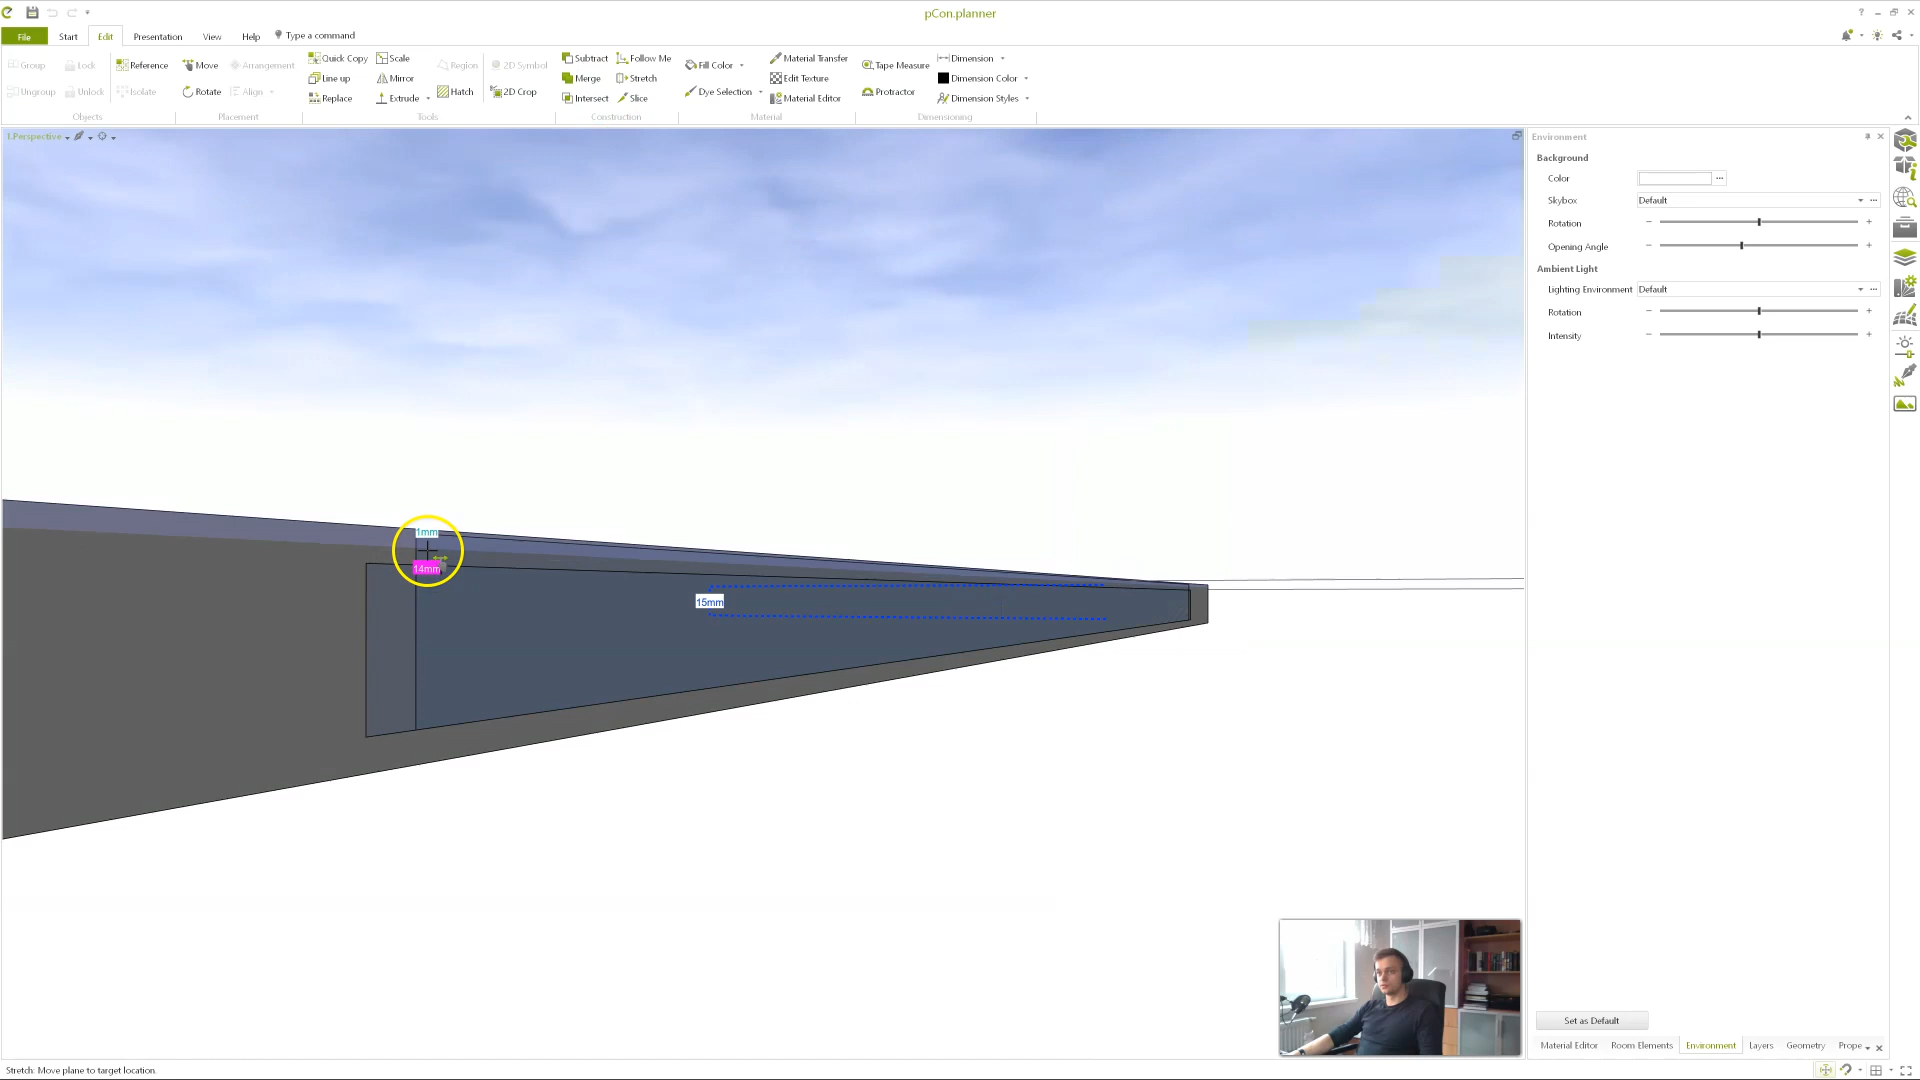 pCon.planner
?
File
Start
Edit
Presentation
View
Help
Type a command
Group
Lock
Reference
Move
Arrangement
Quick Copy
Scale
Region
2D Symbol
Subtract
Follow Me
Fill Color
Material Transfer
Tape Measure
Dimension
Line up
Mirror
Merge
Stretch
Edit Texture
Dimension Color
Ungroup
Unlock
Isolate
Rotate
Align
Replace
Extrude
Hatch
2D Crop
Intersect
Slice
Dye Selection
Material Editor
Protractor
Dimension Styles
Objects
Placement
Tools
Construction
Material
Dimensioning
1.Perspective
Environment
Background
Color
Skybox
Default
Rotation
Opening Angle
Ambient Light
Lighting Environment
Default
Rotation
Intensity
1mm
14mm
15mm
Set as Default
Material Editor
Room Elements
Environment
Layers
Geometry
Prope
Stretch: Move plane to target location.